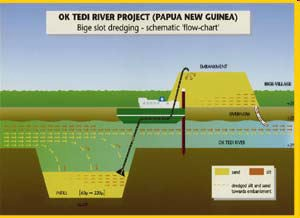 OK TEDI RIVER PROJECT (PAPUA NEW GUINEA)
Bige slot dredging - schematic 'flow-chart'
EMBANKMENT
BIGE-VILLAGE
OVERFLOW
OK TEDI RIVER
sand
silt
dredged silt and sand
towards embankment
INFILL
SLOT